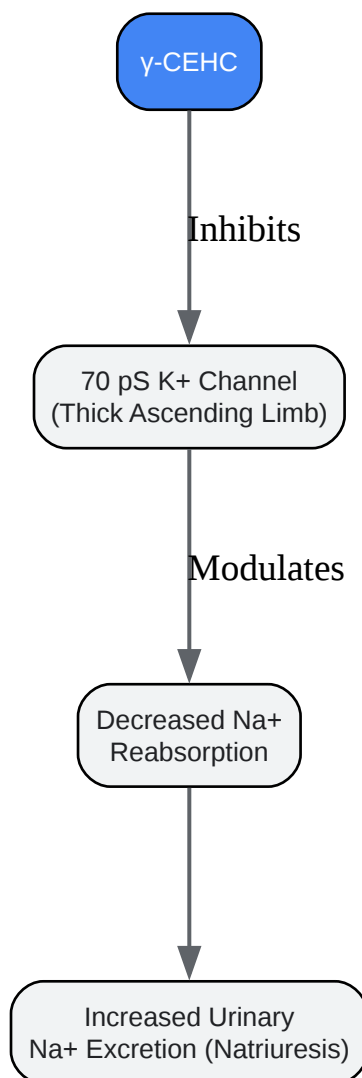 γ-CEHC
Inhibits
70 pS K+ Channel
(Thick Ascending Limb)
Modulates
Decreased Na+
Reabsorption
Increased Urinary
Na+ Excretion (Natriuresis)